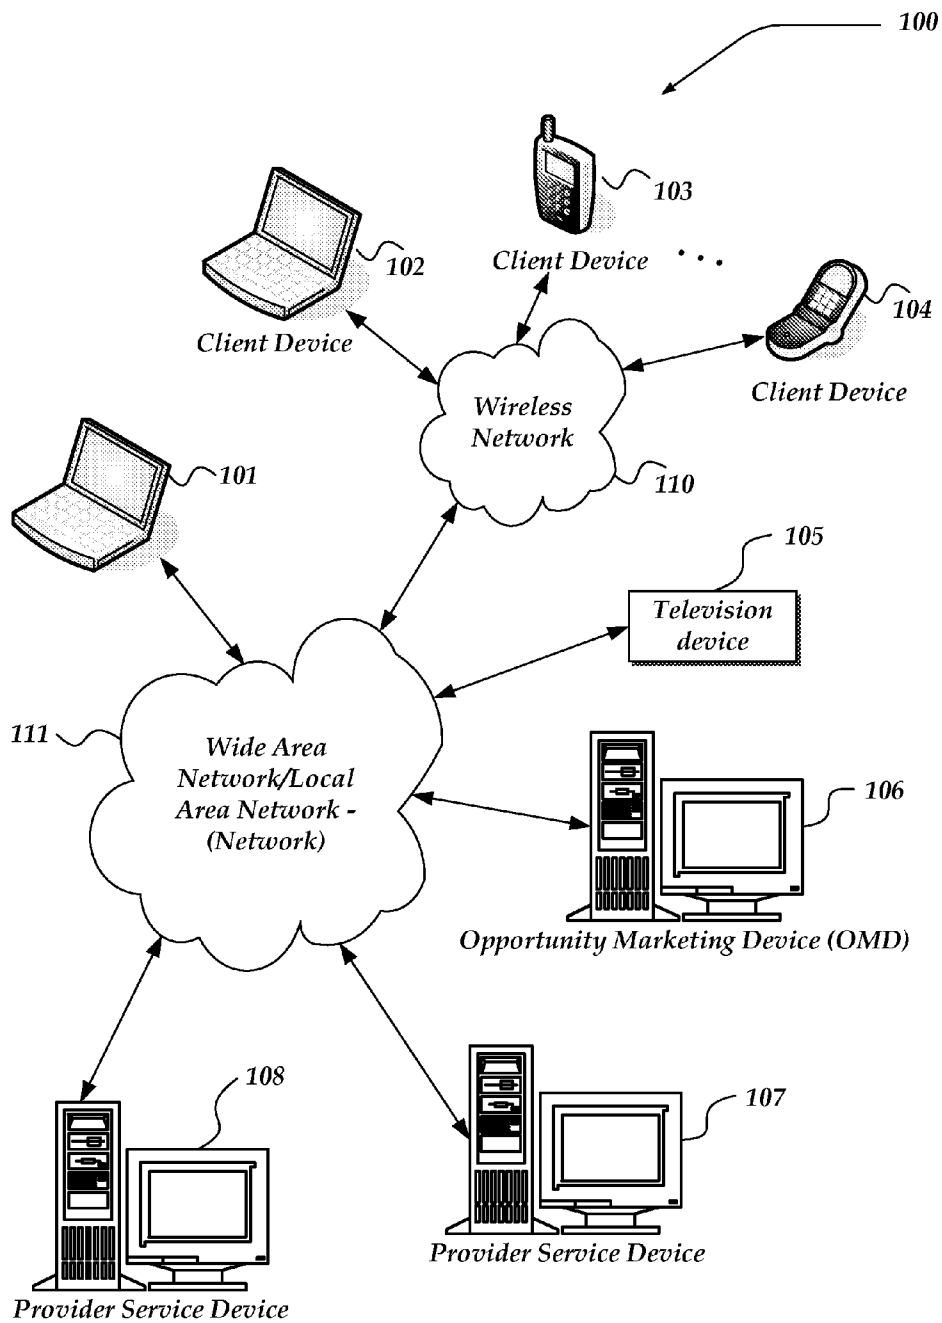 100
103
Client Device
. . .
102
Client Device
104
Client Device
Wireless
Network
110
101
105
Television
device
111
Wide Area
Network/Local
Area Network -
(Network)
106
Opportunity Marketing Device (OMD)
108
107
Provider Service Device
Provider Service Device